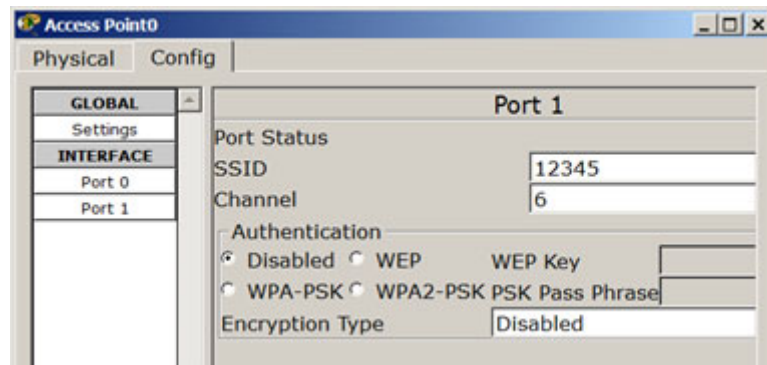 Access Point0
Physical Config
GLOBAL
Settings
INTERFACE
Port 0
Port 1
Port 1
Port Status
SSID 12345
Channel 6
Authentication
Disabled WEP WEP Key
WPA-PSK WPA2-PSK PSK Pass Phrase
Encryption Type Disabled